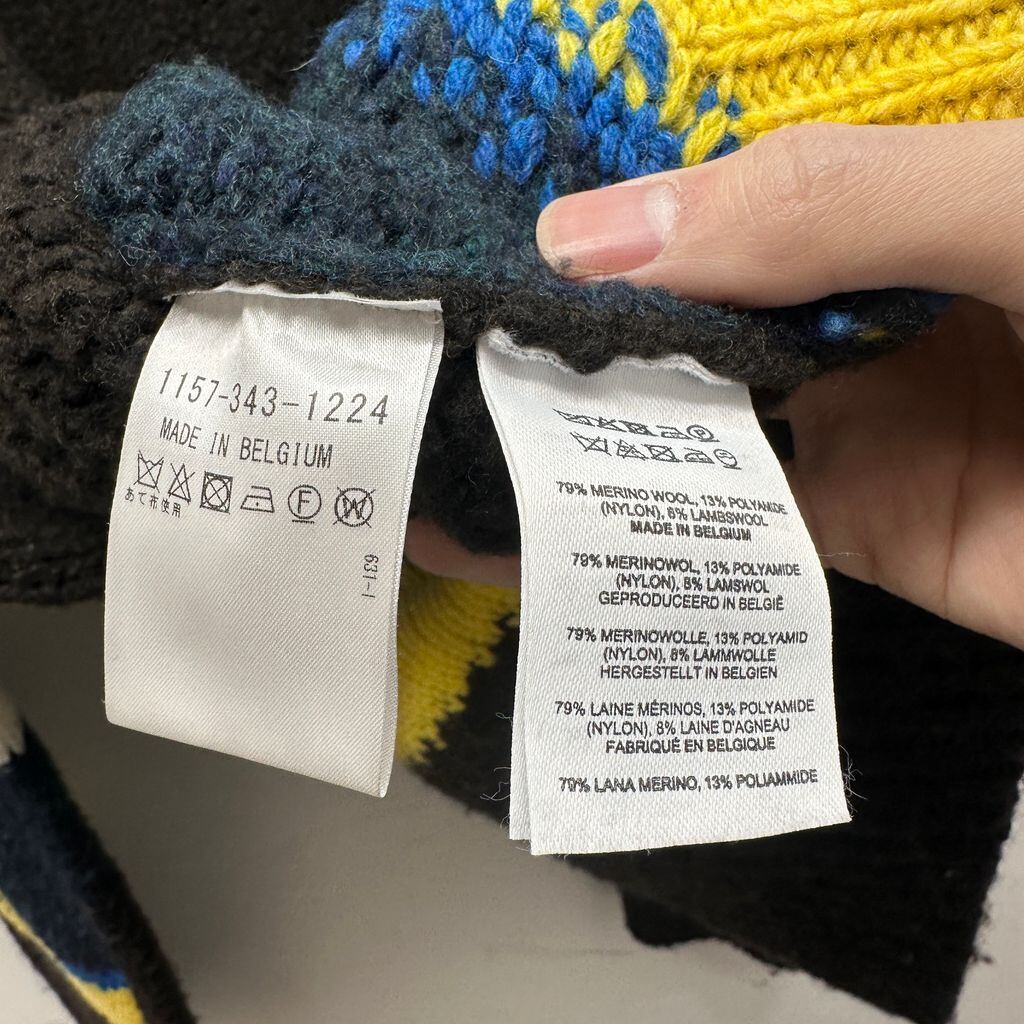 1157-343-1224
MADE IN BELGIUM
F W
あて布使用
631-1
P
79% MERINO WOOL, 13% POLYAMIDE
(NYLON), 8% LAMBSWOOL
MADE IN BELGIUM
79% MERINOWOL, 13% POLYAMIDE
(NYLON), 8% LAMSWOL
GEPRODUCEERD IN BELGIË
79% MERINOWOLLE, 13% POLYAMID
(NYLON), 8% LAMMWOLLE
HERGESTELLT IN BELGIEN
79% LAINE MÉRINOS, 13% POLYAMIDE
(NYLON), 8% LAINE D'AGNEAU
FABRIQUÉ EN BELGIQUE
79% LANA MERINO, 13% POLIAMMIDE